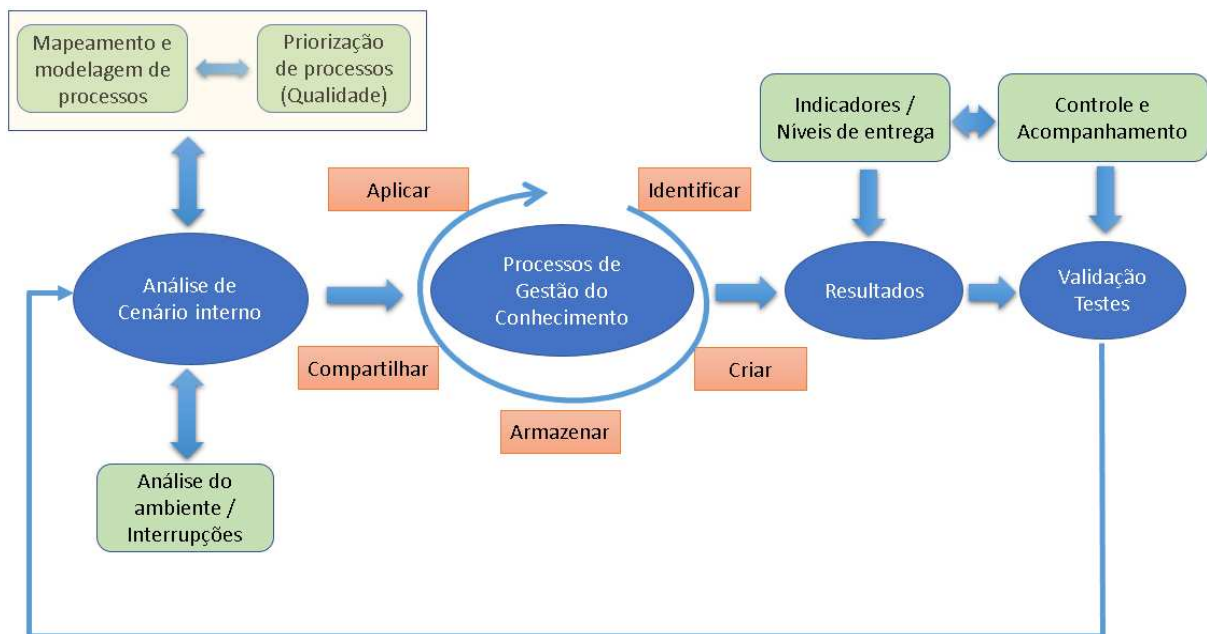 Mapeamento e
modelagem de
processos
Priorização
de processos
(Qualidade)
Indicadores /
Níveis de entrega
Controle e
Acompanhamento
Aplicar
Identificar
Análise de
Cenário interno
Processos de
Gestão do
Conhecimento
Resultados
Validação
Testes
Compartilhar
Criar
Armazenar
Análise do
ambiente /
Interrupções